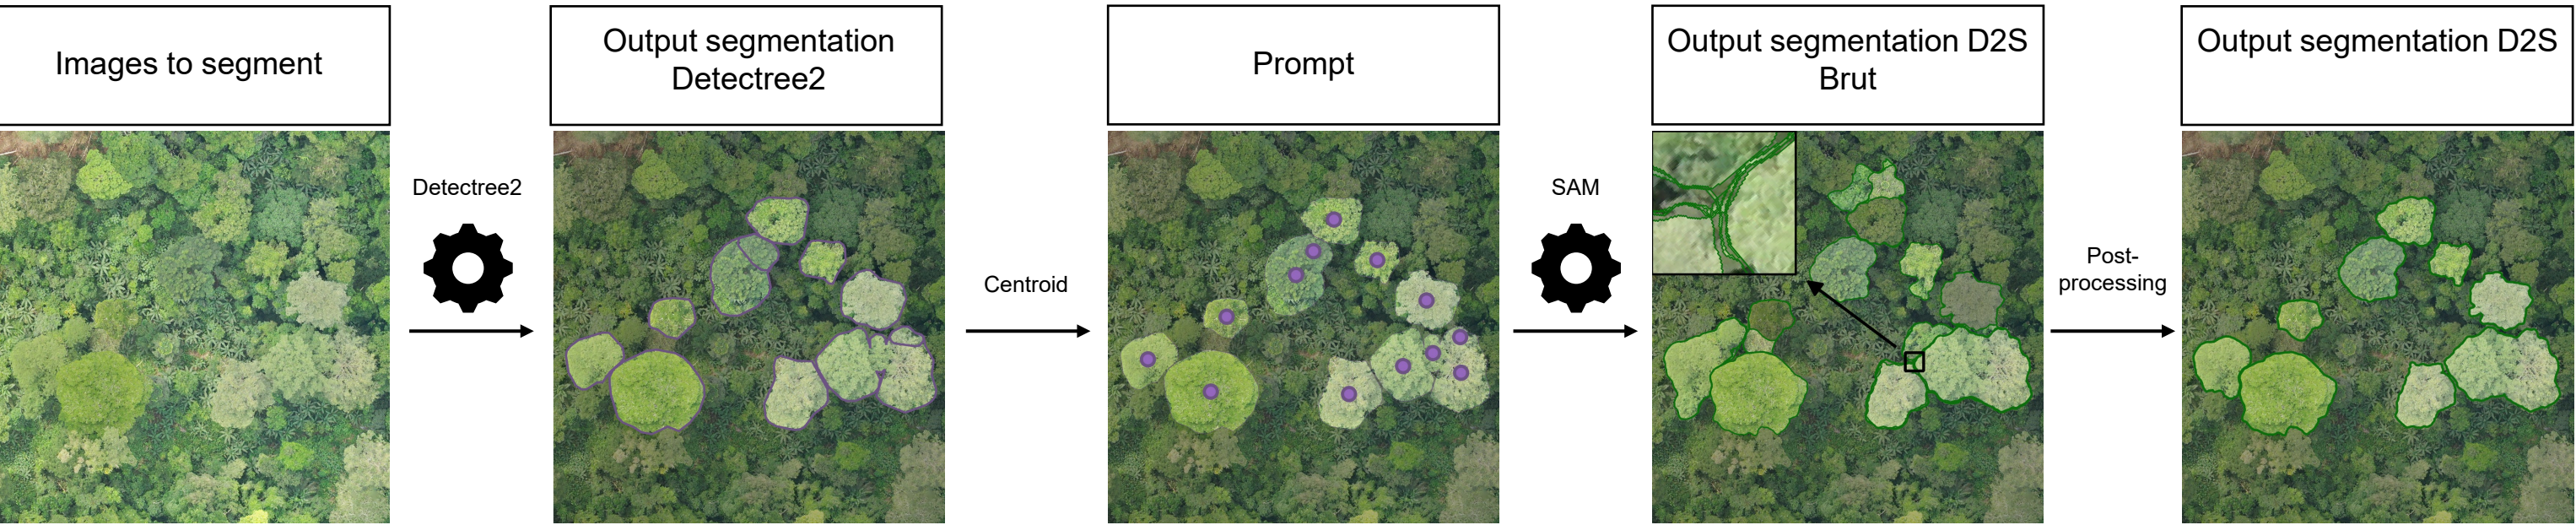 Images to segment
Output segmentation
Detectree2
Prompt
Output segmentation D2S
Brut
Output segmentation D2S
Detectree2
Centroid
SAM
Post-
processing